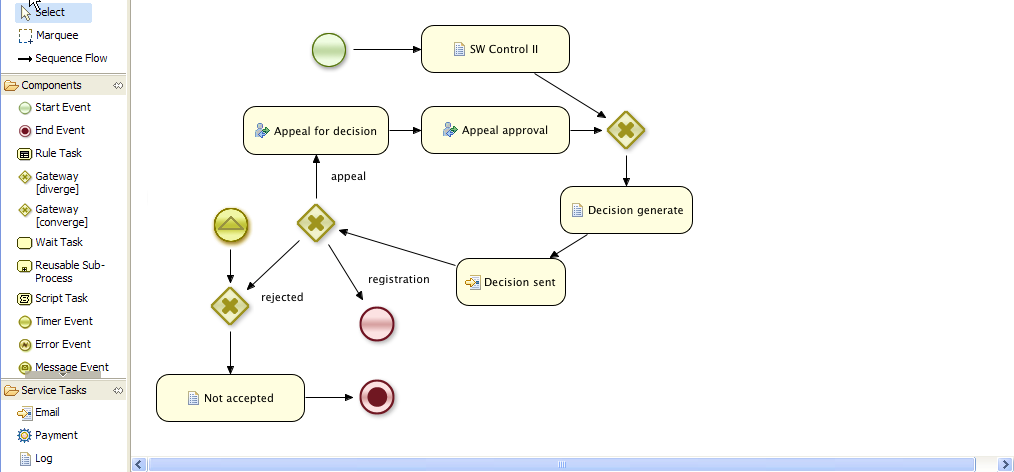 Select
Marquee
Sequence Flow
Components
Start Event
End Event
Rule Task
Gateway
[diverge]
Gateway
[converge]
Wait Task
Reusable Sub-
Process
Script Task
Timer Event
Error Event
Message Event
Service Tasks
Email
Payment
Log
SW Control II
Appeal for decision
Appeal approval
appeal
Decision generate
registration
Decision sent
rejected
Not accepted